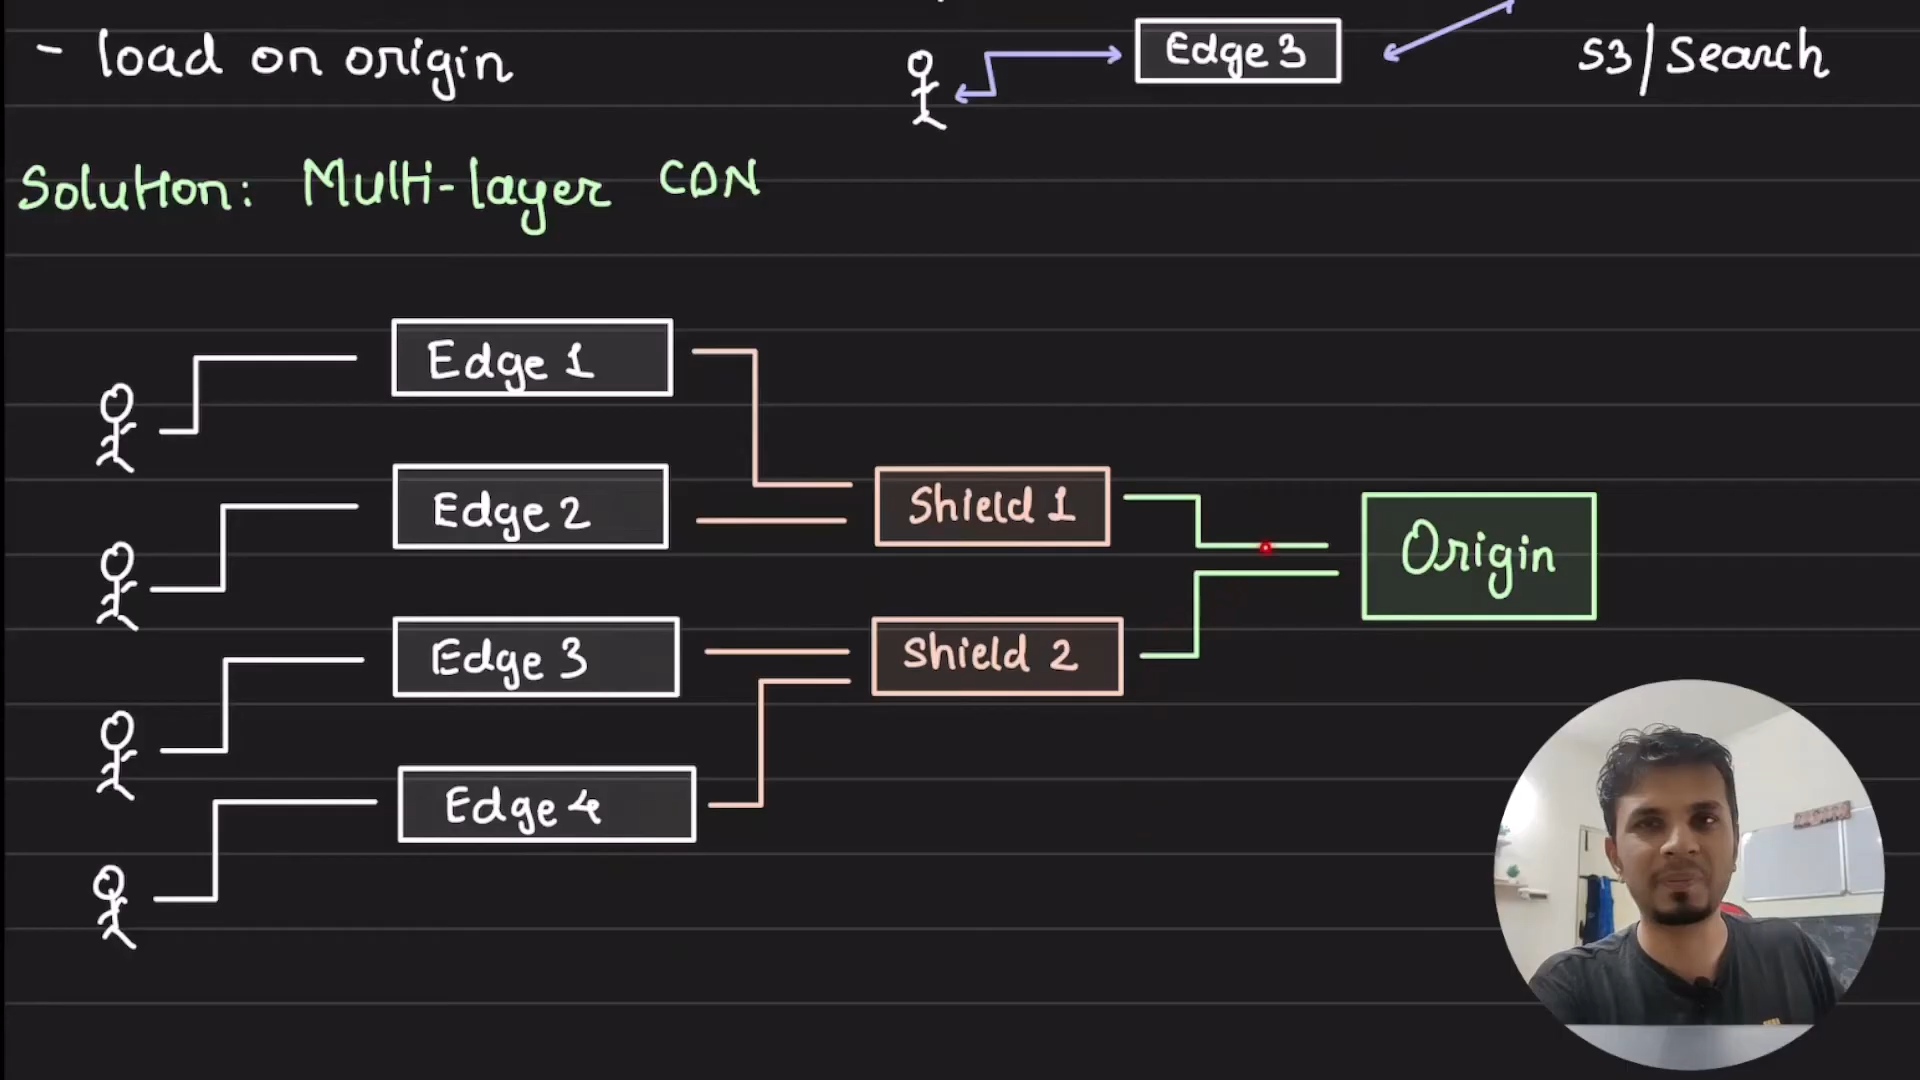 - load on origin
Edge 3
S3/Search
Solution: Multi-layer CDN
Edge 1
Edge 2
Shield 1
Origin
Edge 3
Shield 2
Edge 4